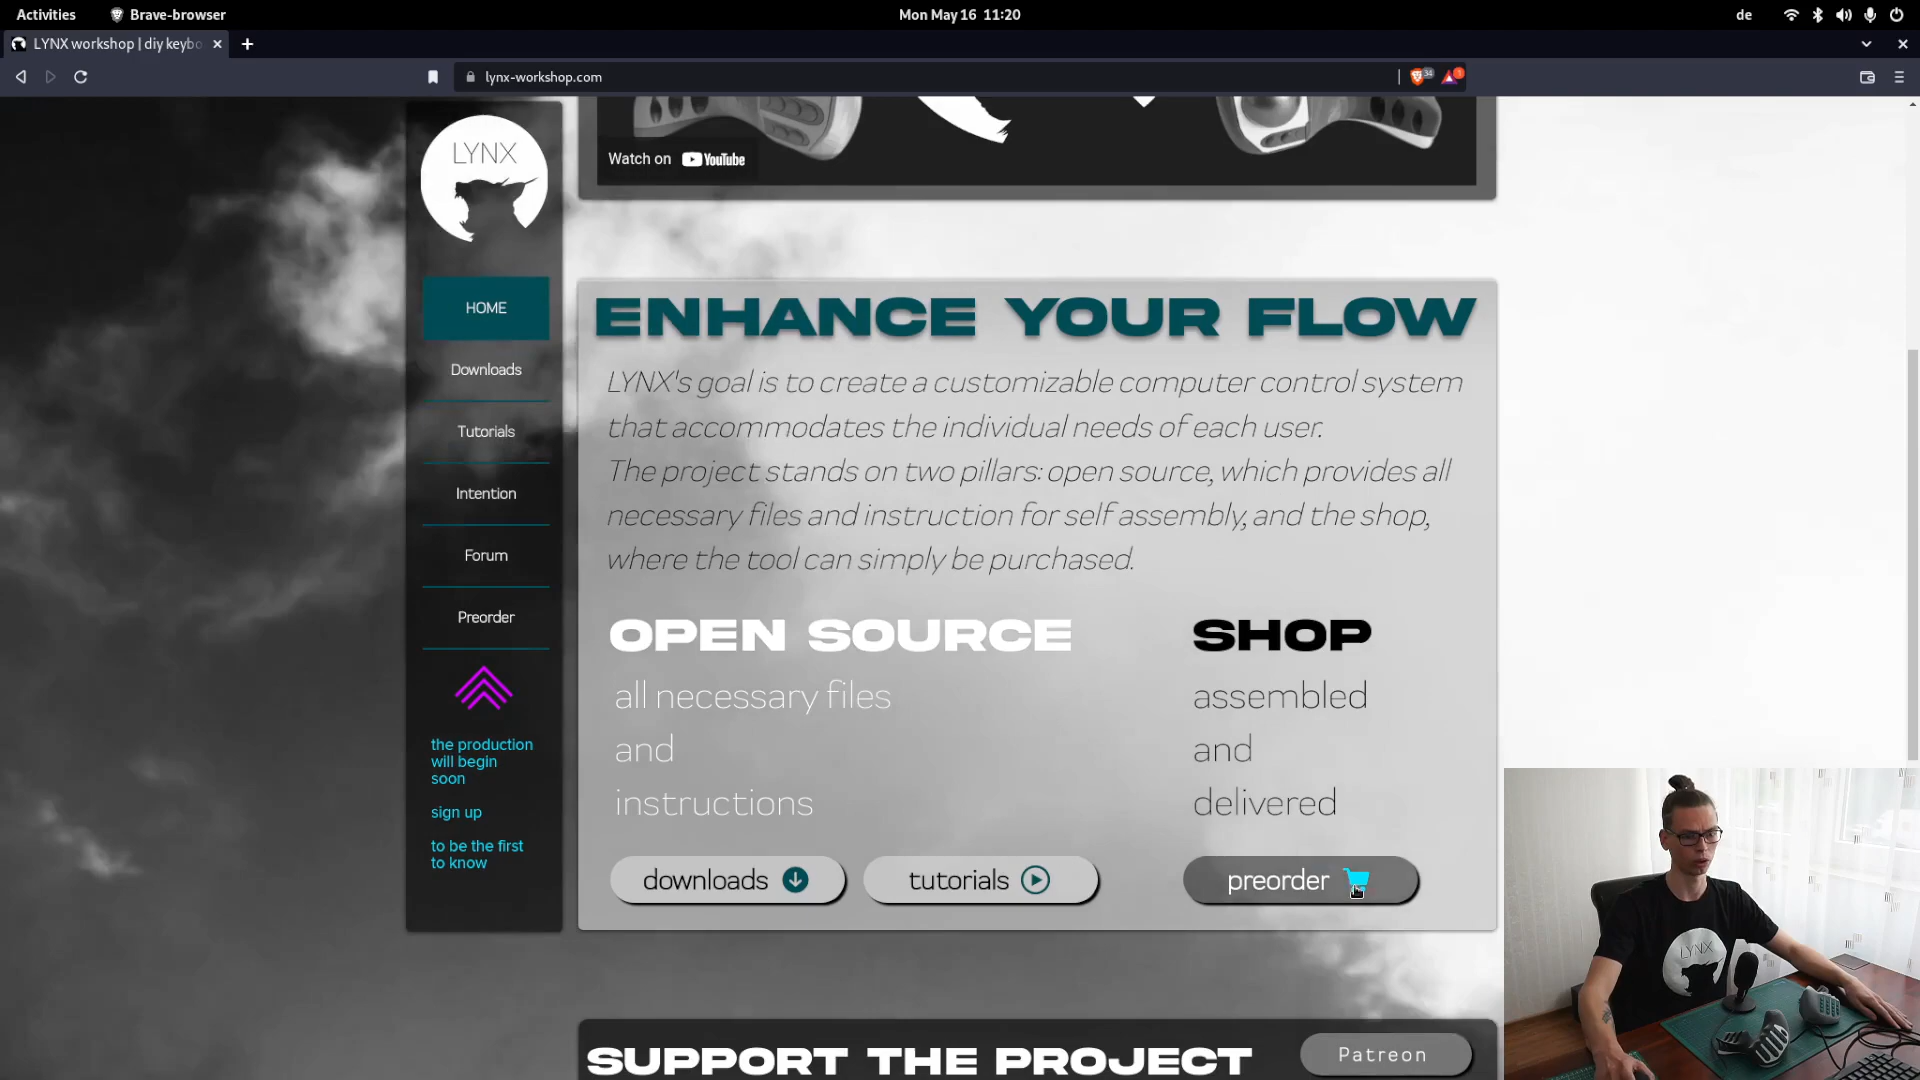 Activities
Brave-browser
Mon May 16 11:20
de
LYNX workshop | diy keybo
lynx-workshop.com
34
1
LYNX
HOME
Downloads
Tutorials
Intention
Forum
Preorder
the production
will begin
soon
sign up
to be the first
to know
Watch on YouTube
ENHANCE YOUR FLOW
LYNX's goal is to create a customizable computer control system
that accommodates the individual needs of each user.
The project stands on two pillars: open source, which provides all
necessary files and instruction for self assembly, and the shop,
where the tool can simply be purchased.
OPEN SOURCE
all necessary files
and
instructions
downloads
tutorials
SHOP
assembled
and
delivered
preorder
SUPPORT THE PROJECT
Patreon
LYNX